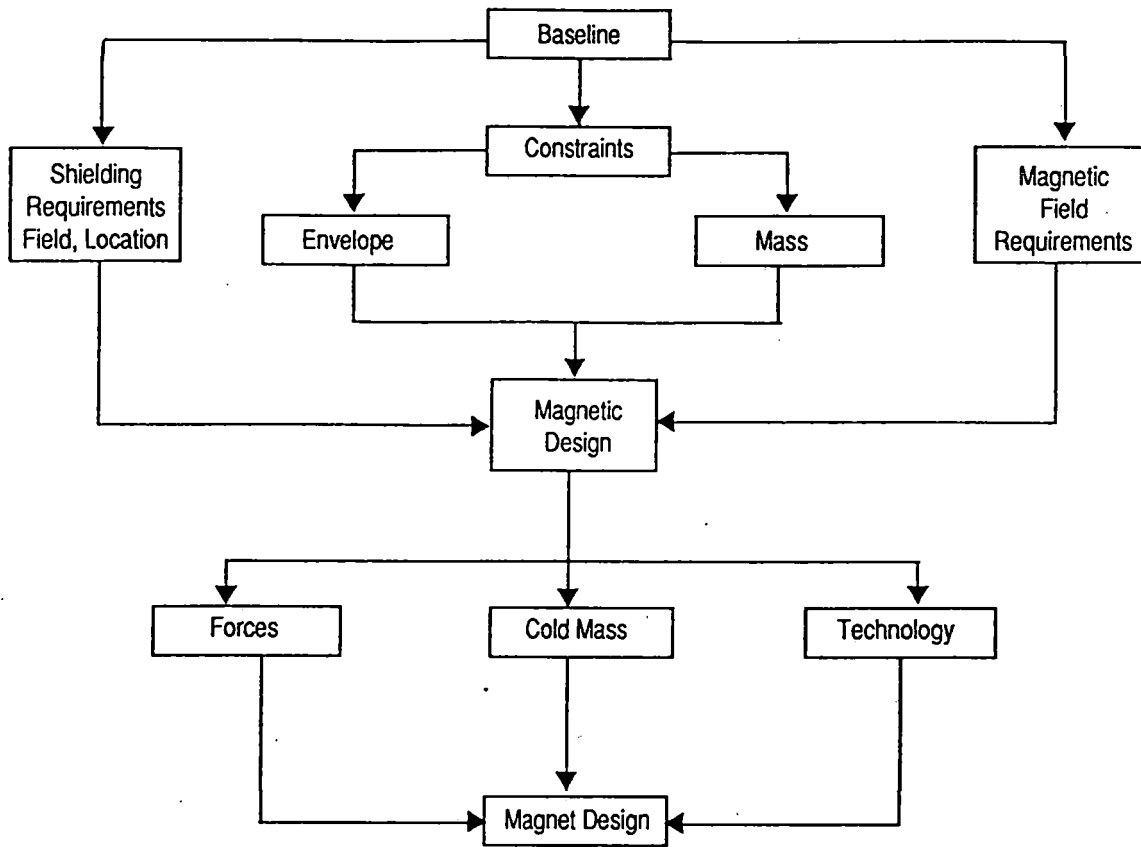 Baseline
Constraints
Shielding
Requirements
Field, Location
Envelope
Mass
Magnetic
Field
Requirements
Magnetic
Design
Forces
Cold Mass
Technology
Magnet Design